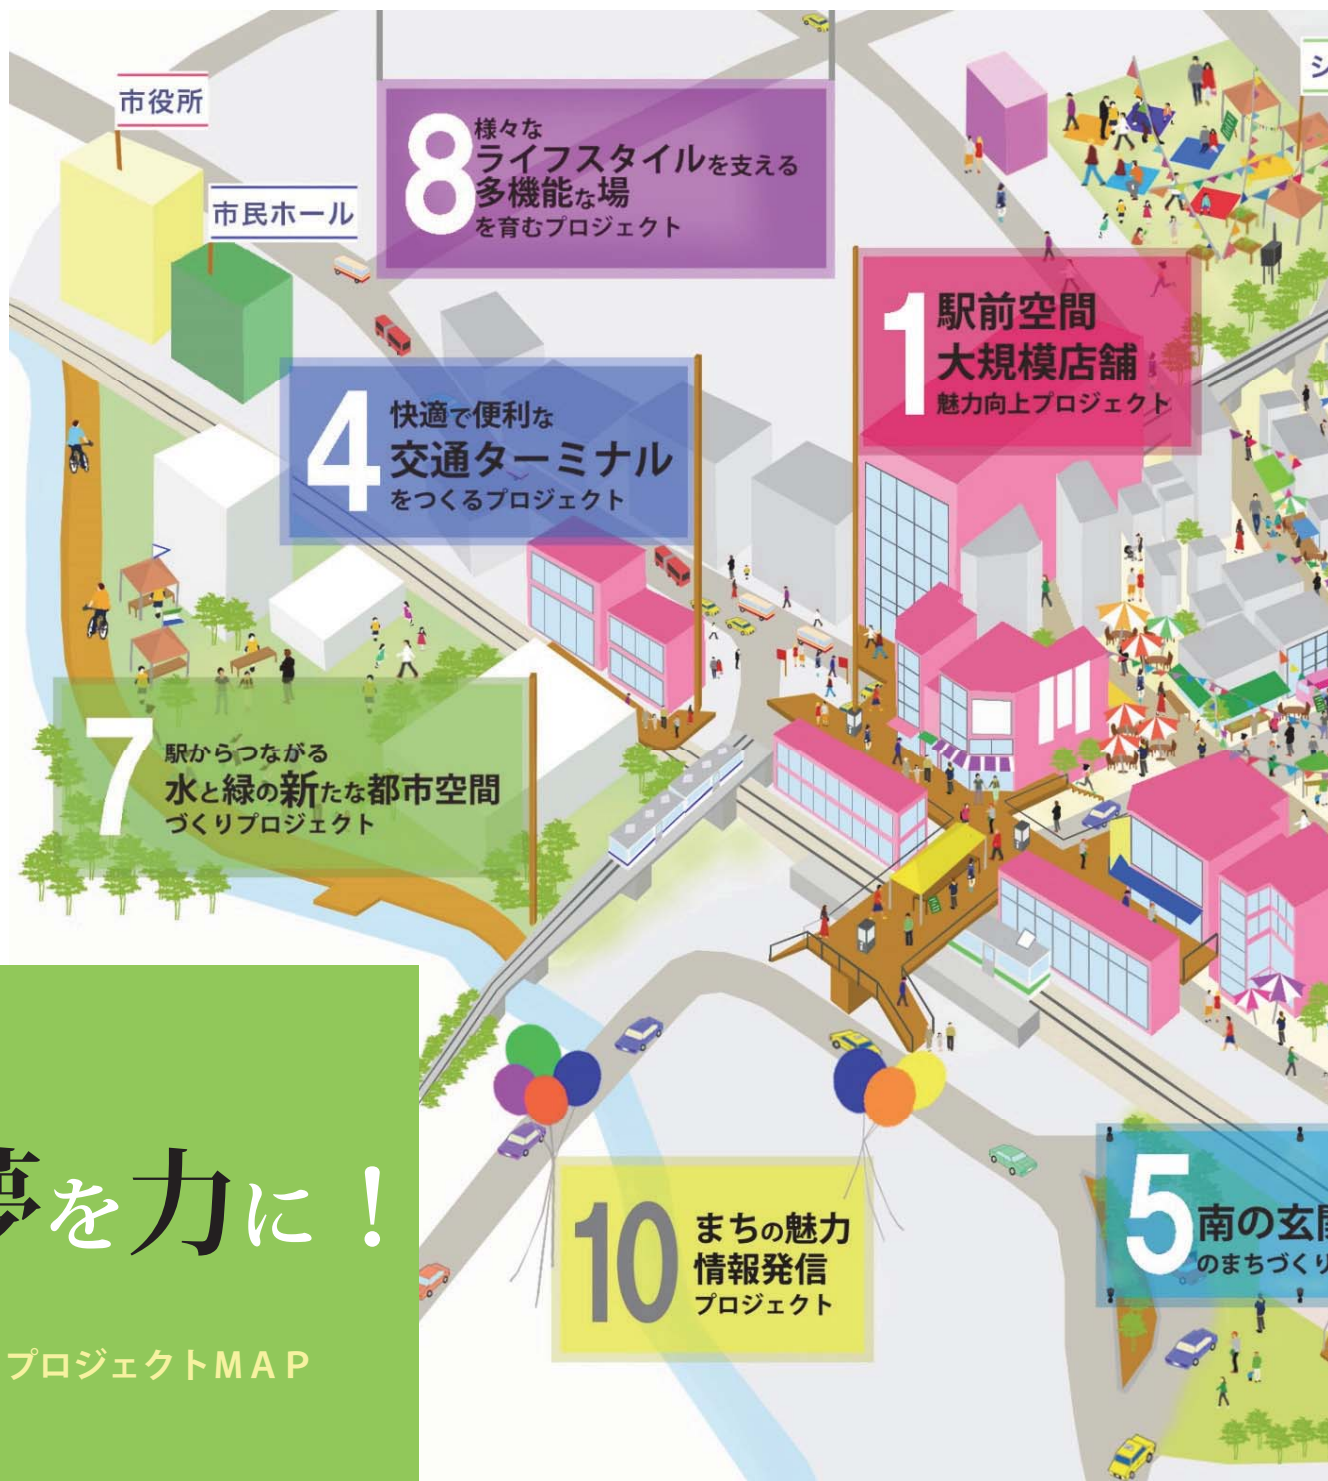 市役所
市民ホール
8
様々な
ライフスタイルを支える
多機能な場
を育むプロジェクト
シ
1
駅前空間
大規模店舗
魅力向上プロジェクト
4
快適で便利な
交通ターミナル
をつくるプロジェクト
7
駅からつながる
水と緑の新たな都市空間
づくりプロジェクト
夢を力に！
プロジェクトMAP
10
まちの魅力
情報発信
プロジェクト
5
南の玄関
のまちづくり